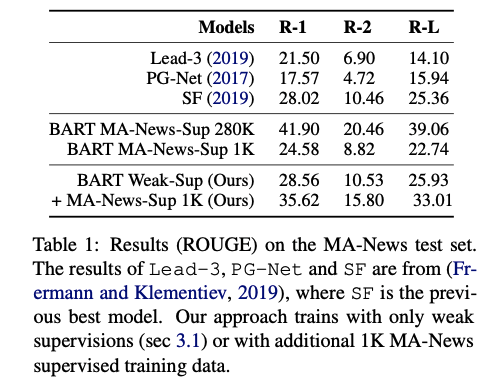 Models R-1 R-2 R-L
Lead-3 (2019) 21.50 6.90 14.10
PG-Net (2017) 17.57 4.72 15.94
SF (2019) 28.02 10.46 25.36
BART MA-News-Sup 280K 41.90 20.46 39.06
BART MA-News-Sup 1K 24.58 8.82 22.74
BART Weak-Sup (Ours) 28.56 10.53 25.93
+ MA-News-Sup 1K (Ours) 35.62 15.80 33.01
Table 1: Results (ROUGE) on the MA-News test set.
The results of Lead-3, PG-Net and SF are from (Fr-
ermann and Klementiev, 2019), where SF is the previ-
ous best model. Our approach trains with only weak
supervisions (sec 3.1) or with additional 1K MA-News
supervised training data.